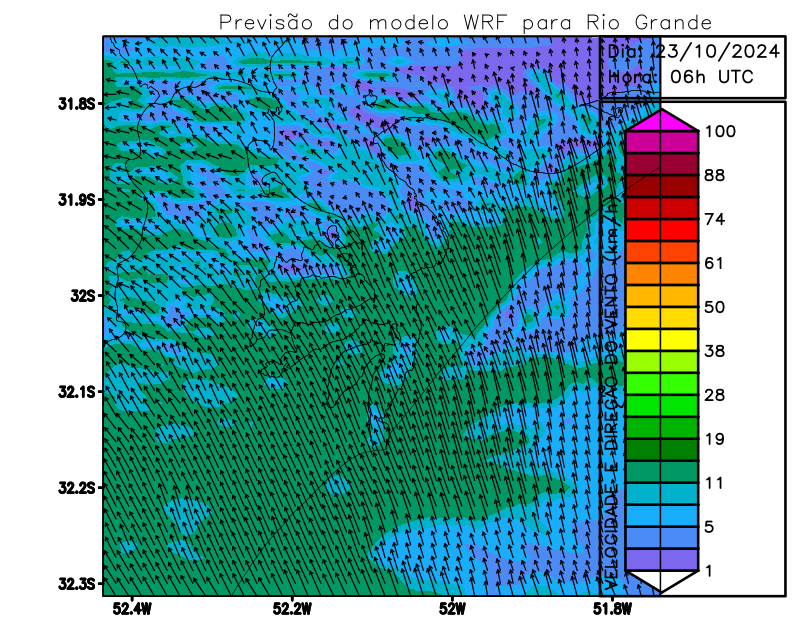 Previsão do modelo WRF para Rio Grande
Dia: 23/10/2024
Hora: 06h UTC
31.8S
31.9S
32S
32.1S
32.2S
32.3S
52.4W
52.2W
52W
51.8W
VELOCIDADE E DIREÇÃO DO VENTO (km/h)
100
88
74
61
50
38
28
19
11
5
1